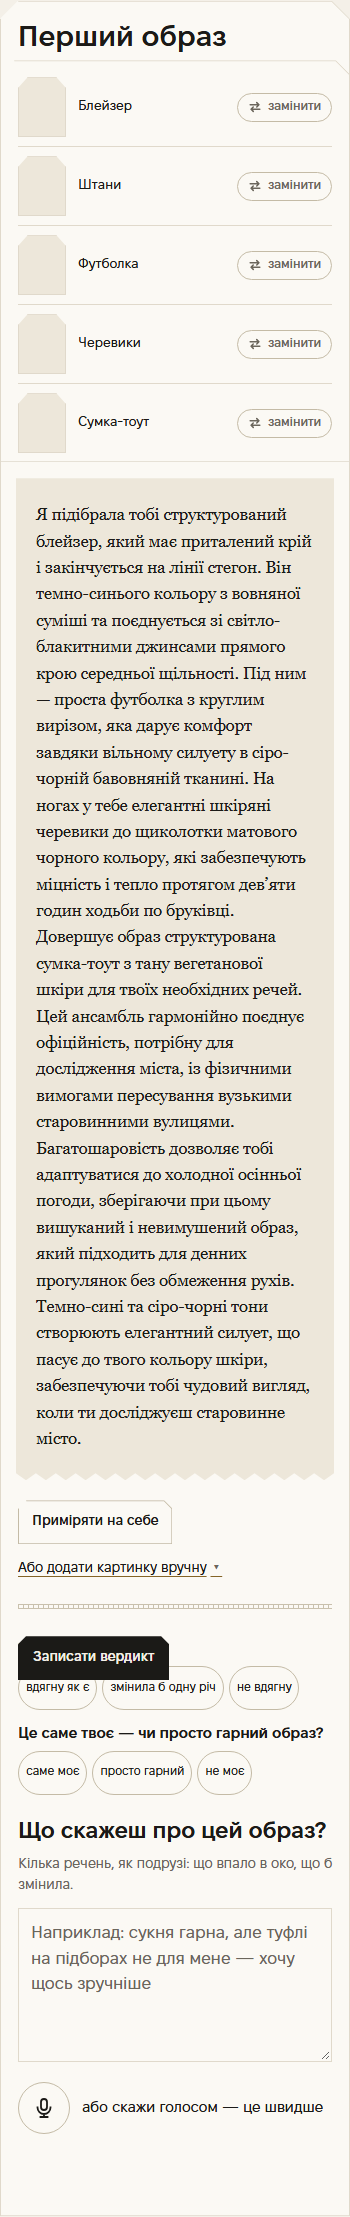 Перший образ
Блейзер
замінити
Штани
замінити
Футболка
замінити
Черевики
замінити
Сумка-тоут
замінити
Я підібрала тобі структурований
блейзер, який має приталений крій
і закінчується на лінії стегон. Він
темно-синього кольору з вовняної
суміші та поєднується зі світло-
блакитними джинсами прямого
крою середньої щільності. Під ним
— проста футболка з круглим
вирізом, яка дарує комфорт
завдяки вільному силуету в сіро-
чорній бавовняній тканині. На
ногах у тебе елегантні шкіряні
черевики до щиколотки матового
чорного кольору, які забезпечують
міцність і тепло протягом дев’яти
годин ходьби по бруківці.
Довершує образ структурована
сумка-тоут з тану вегетанової
шкіри для твоїх необхідних речей.
Цей ансамбль гармонійно поєднує
офіційність, потрібну для
дослідження міста, із фізичними
вимогами пересування вузькими
старовинними вулицями.
Багатошаровість дозволяє тобі
адаптуватися до холодної осінньої
погоди, зберігаючи при цьому
вишуканий і невимушений образ,
який підходить для денних
прогулянок без обмеження рухів.
Темно-сині та сіро-чорні тони
створюють елегантний силует, що
пасує до твого кольору шкіри,
забезпечуючи тобі чудовий вигляд,
коли ти досліджуєш старовинне
місто.
Приміряти на себе
Або додати картинку вручну
Записати вердикт
вдягну як є
змінила б одну річ
не вдягну
Це саме твоє — чи просто гарний образ?
саме моє
просто гарний
не моє
Що скажеш про цей образ?
Кілька речень, як подрузі: що впало в око, що б
змінила.
Наприклад: сукня гарна, але туфлі
на підборах не для мене — хочу
щось зручніше
або скажи голосом — це швидше